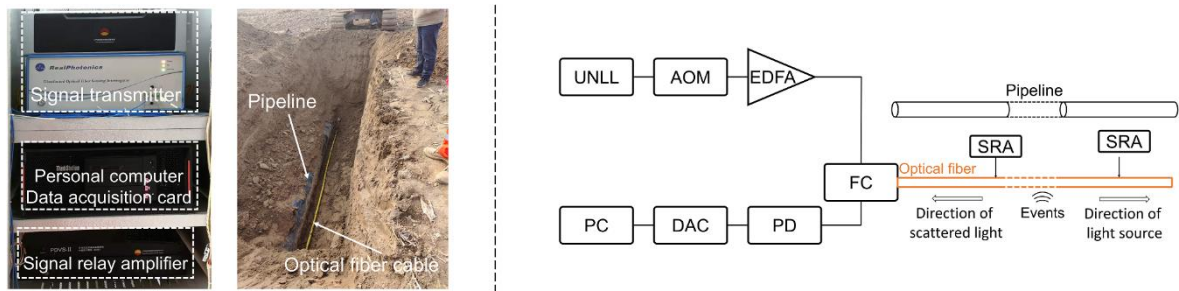 RealPhotonics
Signal transmitter
Personal computer
Data acquisition card
Signal relay amplifier
Pipeline
Optical fiber cable
UNLL
AOM
EDFA
Pipeline
SRA
SRA
Optical fiber
FC
Direction of
scattered light
Events
Direction of
light source
PC
DAC
PD